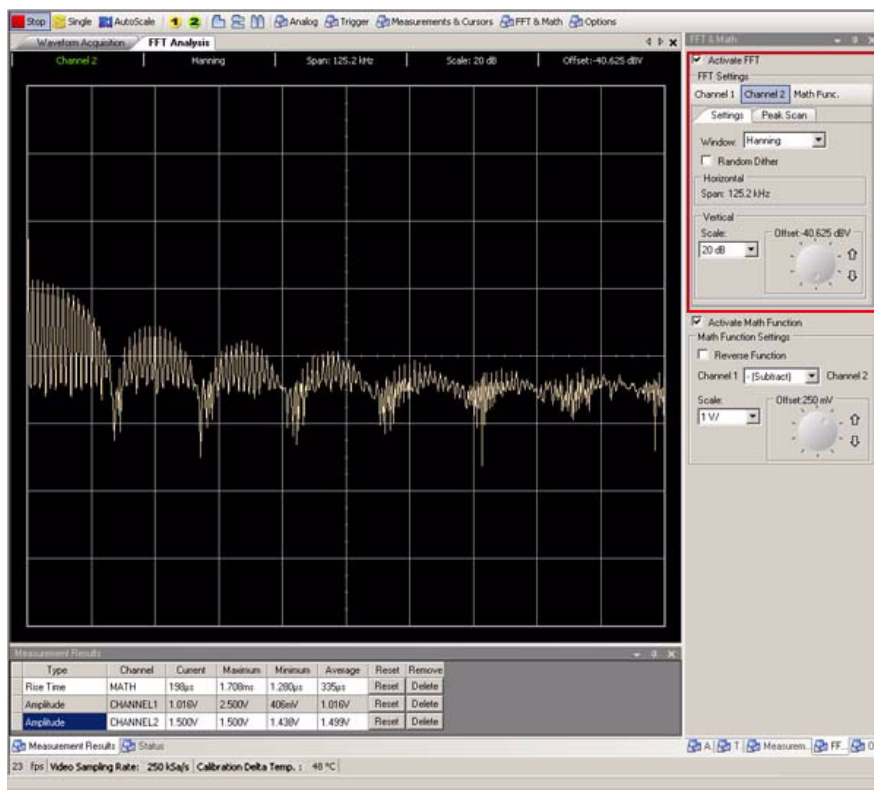 Stop Single AutoScale 1 2 Analog Trigger Measurements & Cursors FFT & Math Options
Waveform Acquisition FFT Analysis
Channel 2 Hanning Span: 125.2 kHz Scale: 20 dB Offset:-40.625 dBV
FFT & Math
Activate FFT
FFT Settings
Channel 1 Channel 2 Math Func.
Settings Peak Scan
Window: Hanning
Random Dither
Horizontal
Span: 125.2 kHz
Vertical
Scale: Offset:-40.625 dBV
20 dB
Activate Math Function
Math Function Settings
Reverse Function
Channel 1 - (Subtract) Channel 2
Scale: Offset:250 mV
1 V/
Measurement Results
Type Channel Current Maximum Minimum Average Reset Remove
Rise Time MATH 198µs 1.708ms 1.280µs 335µs Reset Delete
Amplitude CHANNEL1 1.016V 2.500V 406mV 1.016V Reset Delete
Amplitude CHANNEL2 1.500V 1.500V 1.438V 1.499V Reset Delete
Measurement Results Status
A. T Measurem.. FF.. O
23 fps Video Sampling Rate: 250 kSa/s Calibration Delta Temp. : 48 °C